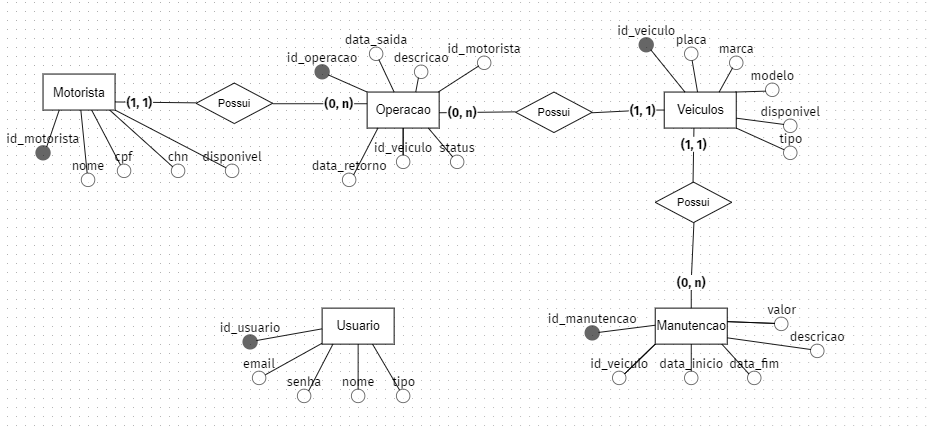 id_veiculo
placa
marca
modelo
disponivel
tipo
data_saida
id_operacao
descricao
id_motorista
Motorista
(1, 1)
Possui
(0, n)
Operacao
(0, n)
Possui
(1, 1)
Veiculos
id_motorista
nome
cpf
chn
disponivel
data_retorno
id_veiculo
status
(1, 1)
Possui
(0, n)
id_usuario
Usuario
email
senha
nome
tipo
id_manutencao
Manutencao
valor
descricao
id_veiculo
data_inicio
data_fim